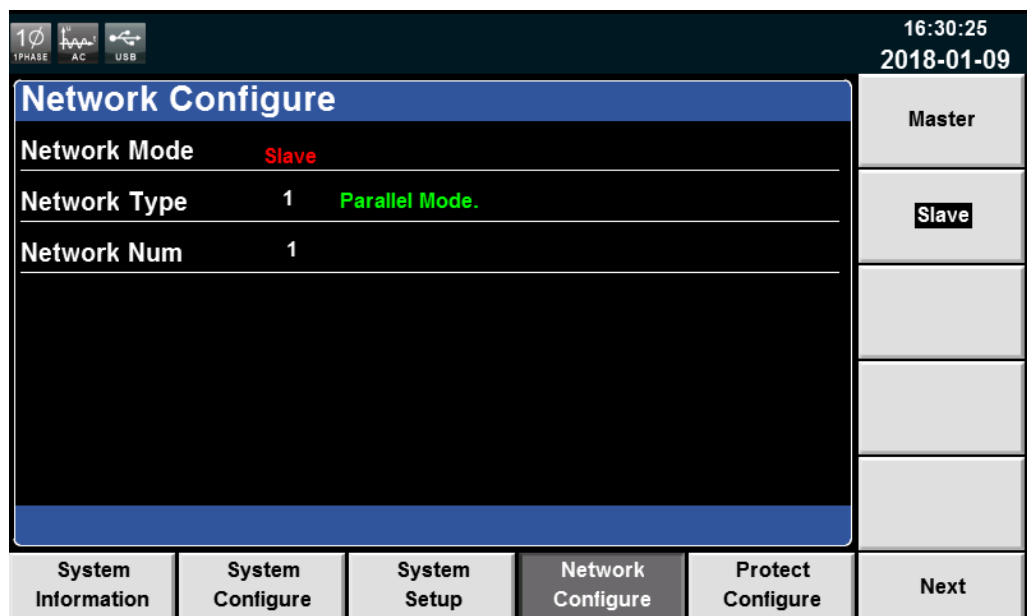 1Ø
1PHASE
u t
AC
USB
16:30:25
2018-01-09
Network Configure
Network Mode Slave
Network Type 1 Parallel Mode.
Network Num 1
Master
Slave
System
Information
System
Configure
System
Setup
Network
Configure
Protect
Configure
Next